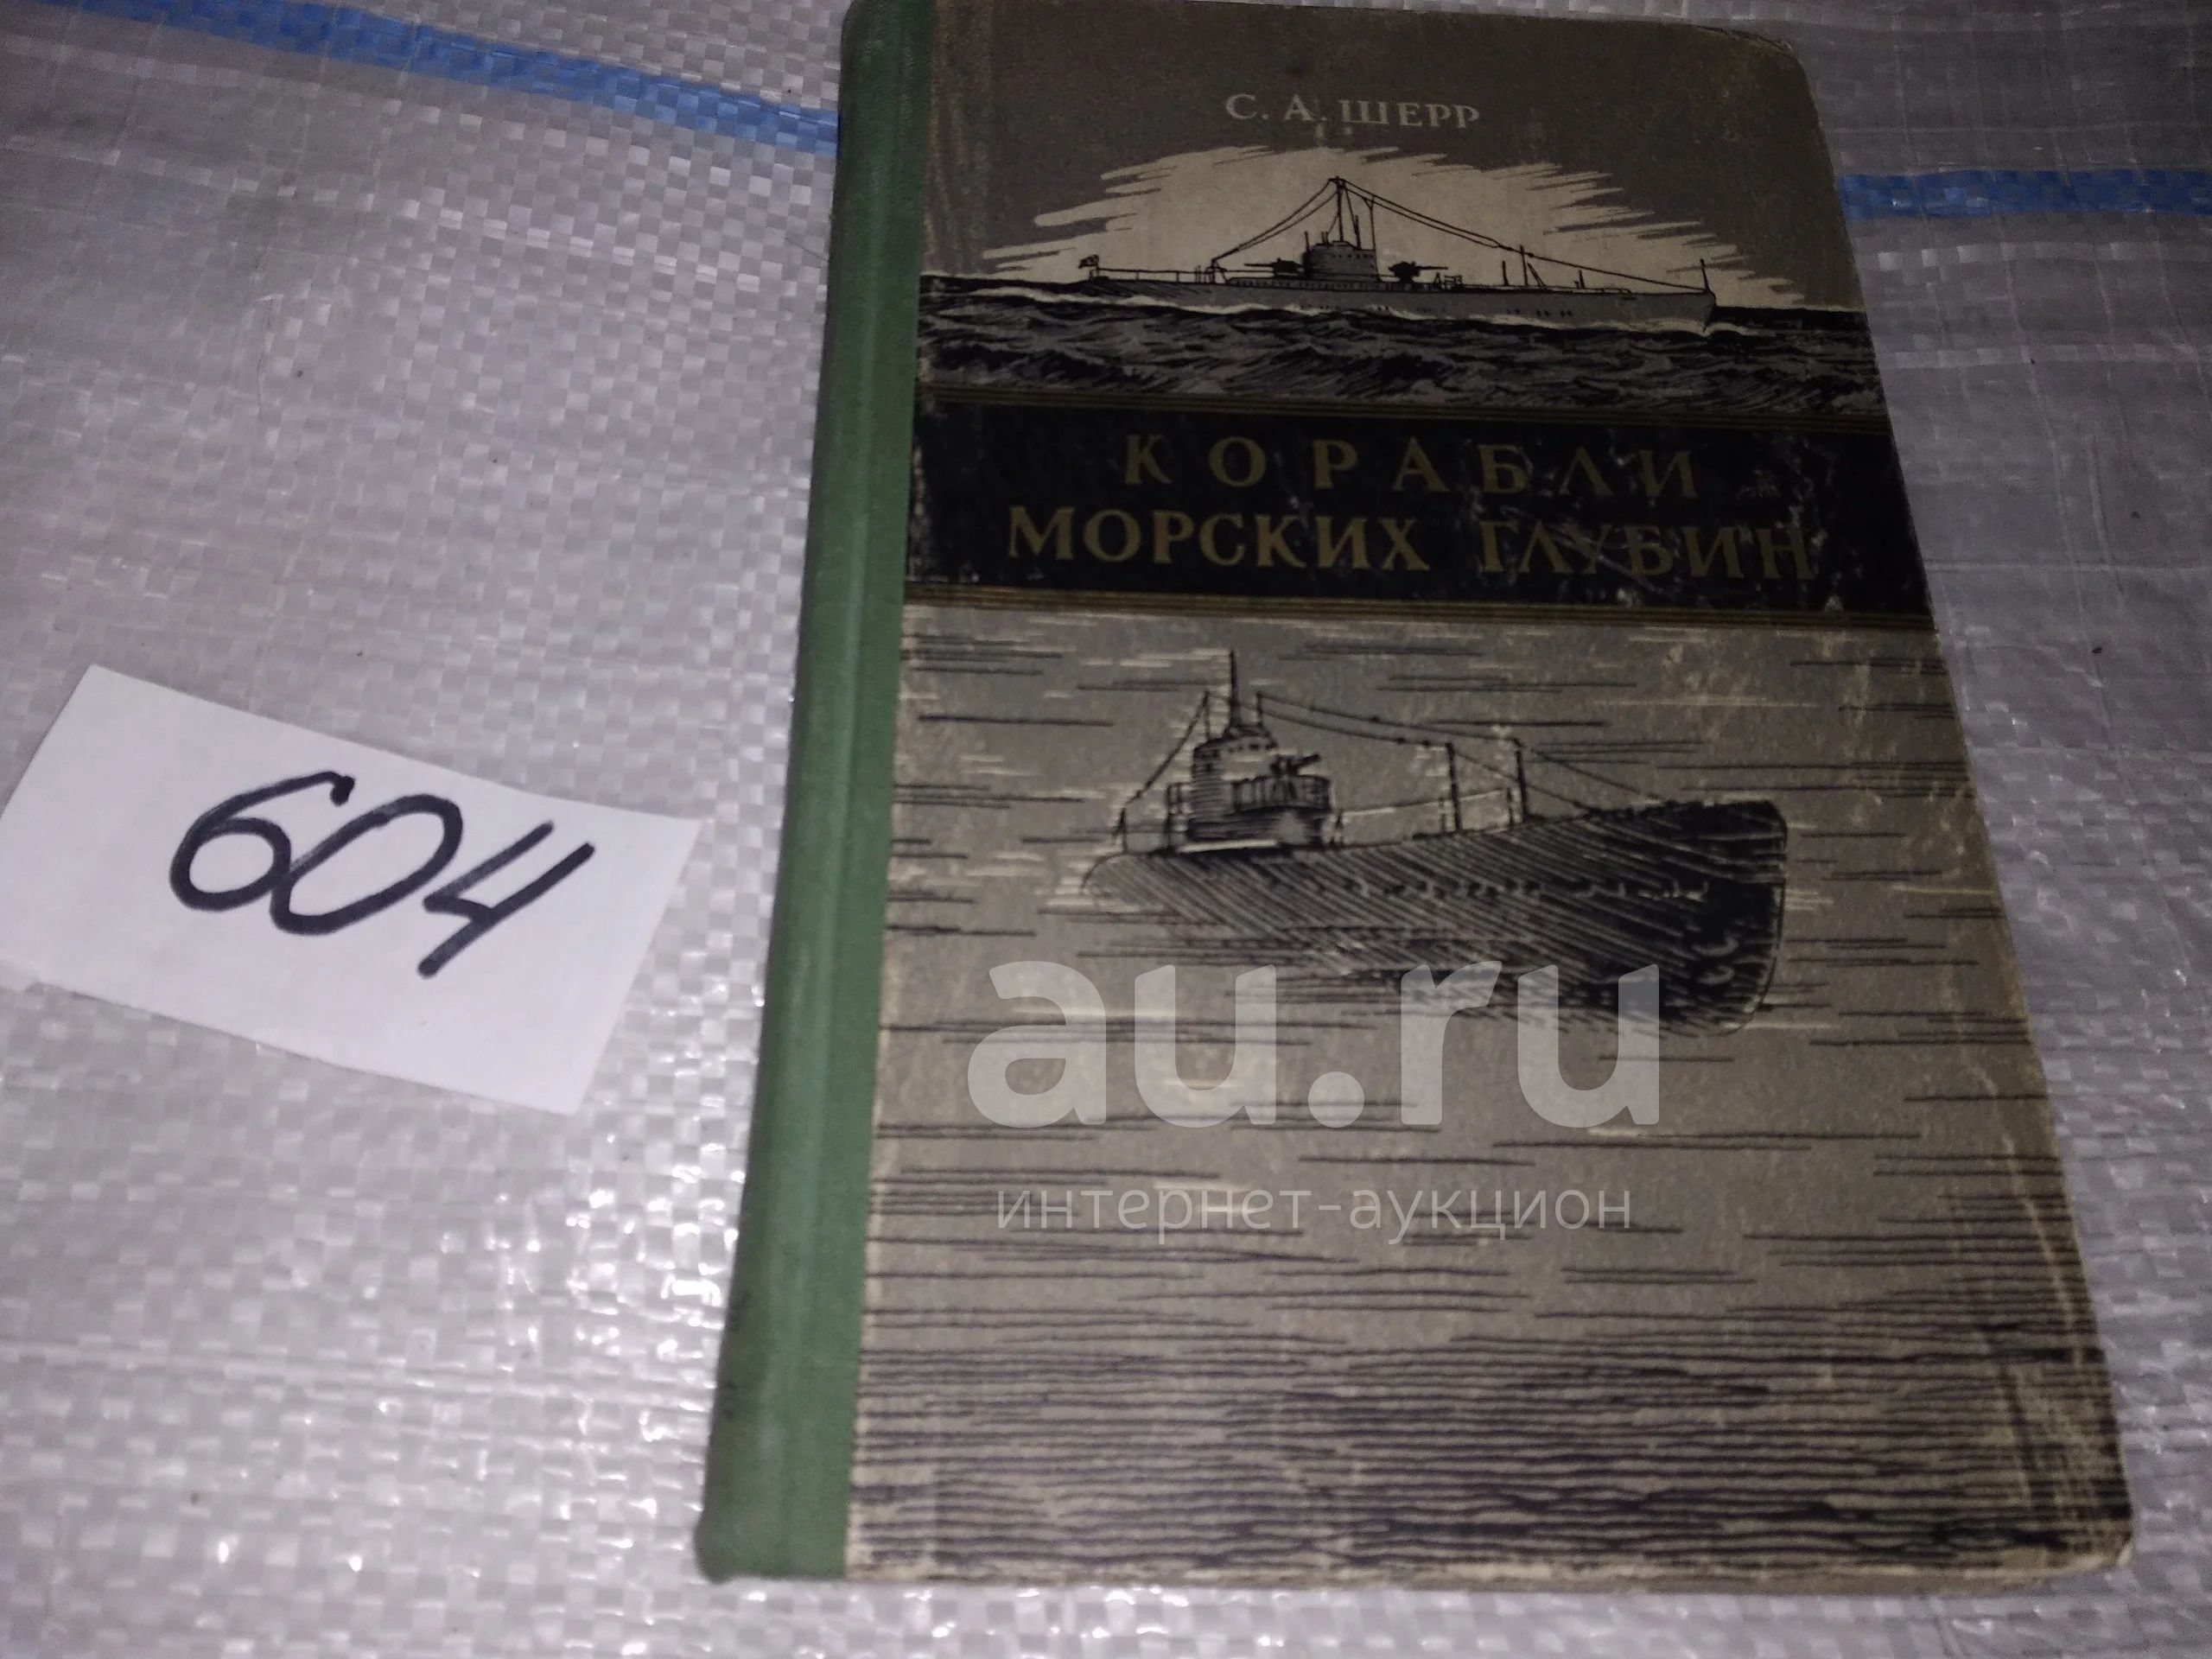 С. А. ШЕРР
КОРАБЛИ
МОРСКИХ ГЛУБИН
604
au.ru
интернет-аукцион